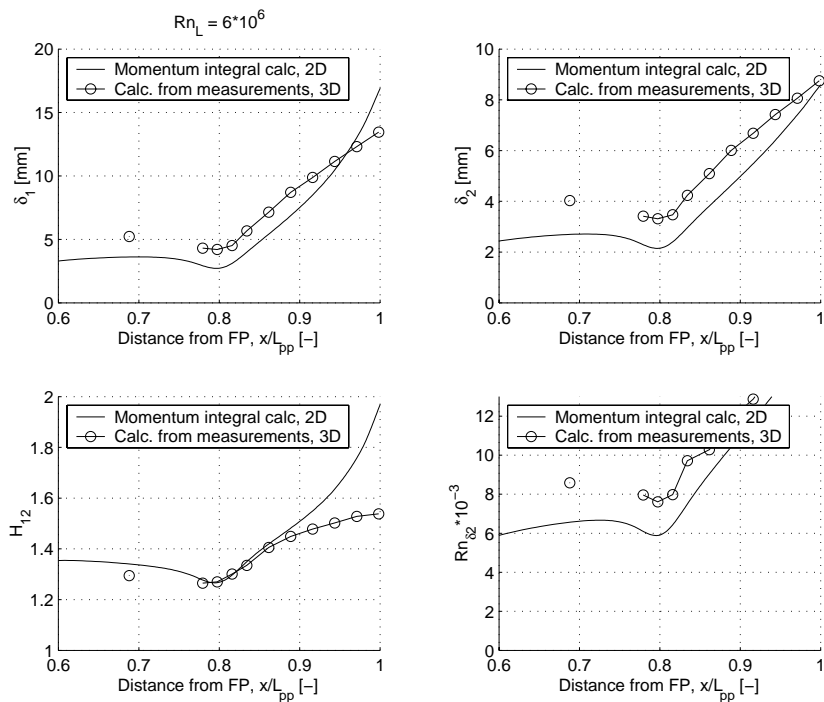 Rn_L = 6*10^6
20
15
10
5
0
δ_1 [mm]
Momentum integral calc, 2D
Calc. from measurements, 3D
0.6 0.7 0.8 0.9 1
Distance from FP, x/L_pp [−]
10
8
6
4
2
0
δ_2 [mm]
Momentum integral calc, 2D
Calc. from measurements, 3D
0.6 0.7 0.8 0.9 1
Distance from FP, x/L_pp [−]
2
1.8
1.6
1.4
1.2
1
H_12
Momentum integral calc, 2D
Calc. from measurements, 3D
0.6 0.7 0.8 0.9 1
Distance from FP, x/L_pp [−]
12
10
8
6
4
2
0
Rn_δ2*10^−3
Momentum integral calc, 2D
Calc. from measurements, 3D
0.6 0.7 0.8 0.9 1
Distance from FP, x/L_pp [−]